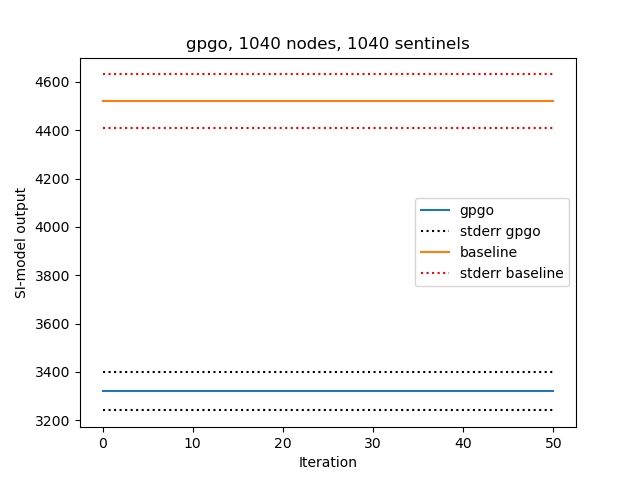 gpgo, 1040 nodes, 1040 sentinels
4600
4400
4200
4000
3800
3600
3400
3200
SI-model output
gpgo
stderr gpgo
baseline
stderr baseline
0 10 20 30 40 50
Iteration